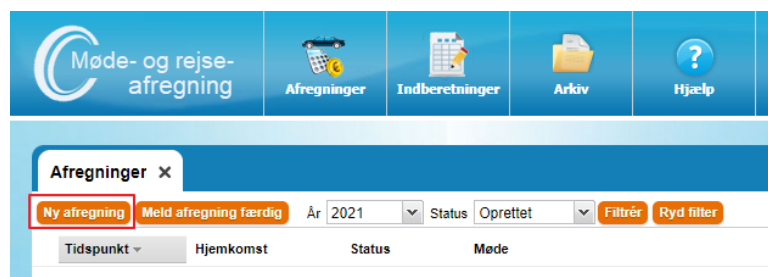 Møde- og rejse-
afregning
Afregninger Indberetninger Arkiv Hjælp
Afregninger
Ny afregning Meld afregning færdig År 2021 Status Oprettet Filtrér Ryd filter
Tidspunkt Hjemkomst Status Møde